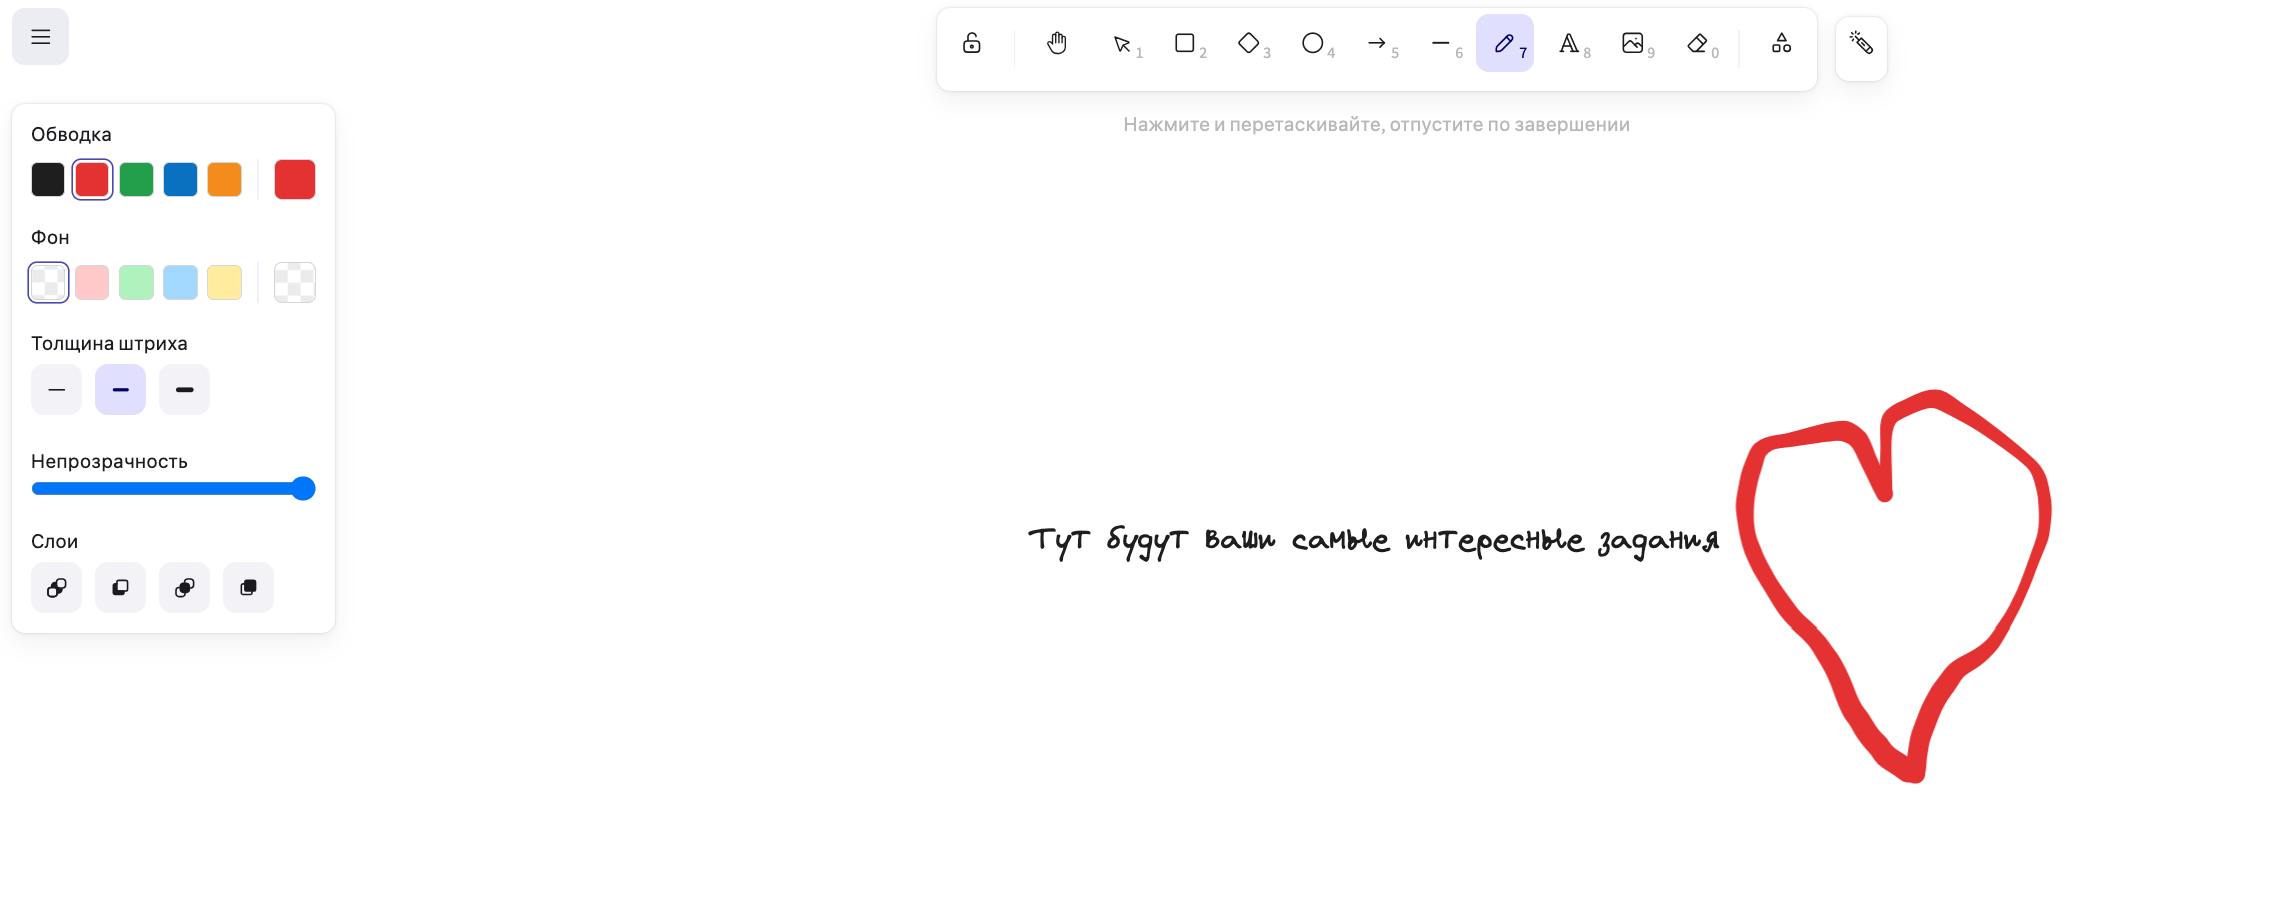 1 2 3 4 5 6 7 8 9 0
Нажмите и перетаскивайте, отпустите по завершении
Обводка
Фон
Толщина штриха
Непрозрачность
Слои
Тут будут ваши самые интересные задания